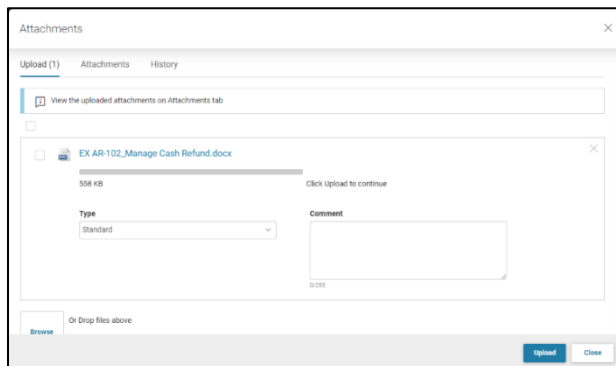 Attachments
Upload (1) Attachments History
View the uploaded attachments on Attachments tab
EX AR-102_Manage Cash Refund.docx
558 KB Click Upload to continue
Type Comment
Standard
0/255
Or Drop files above
Browse
Upload Close